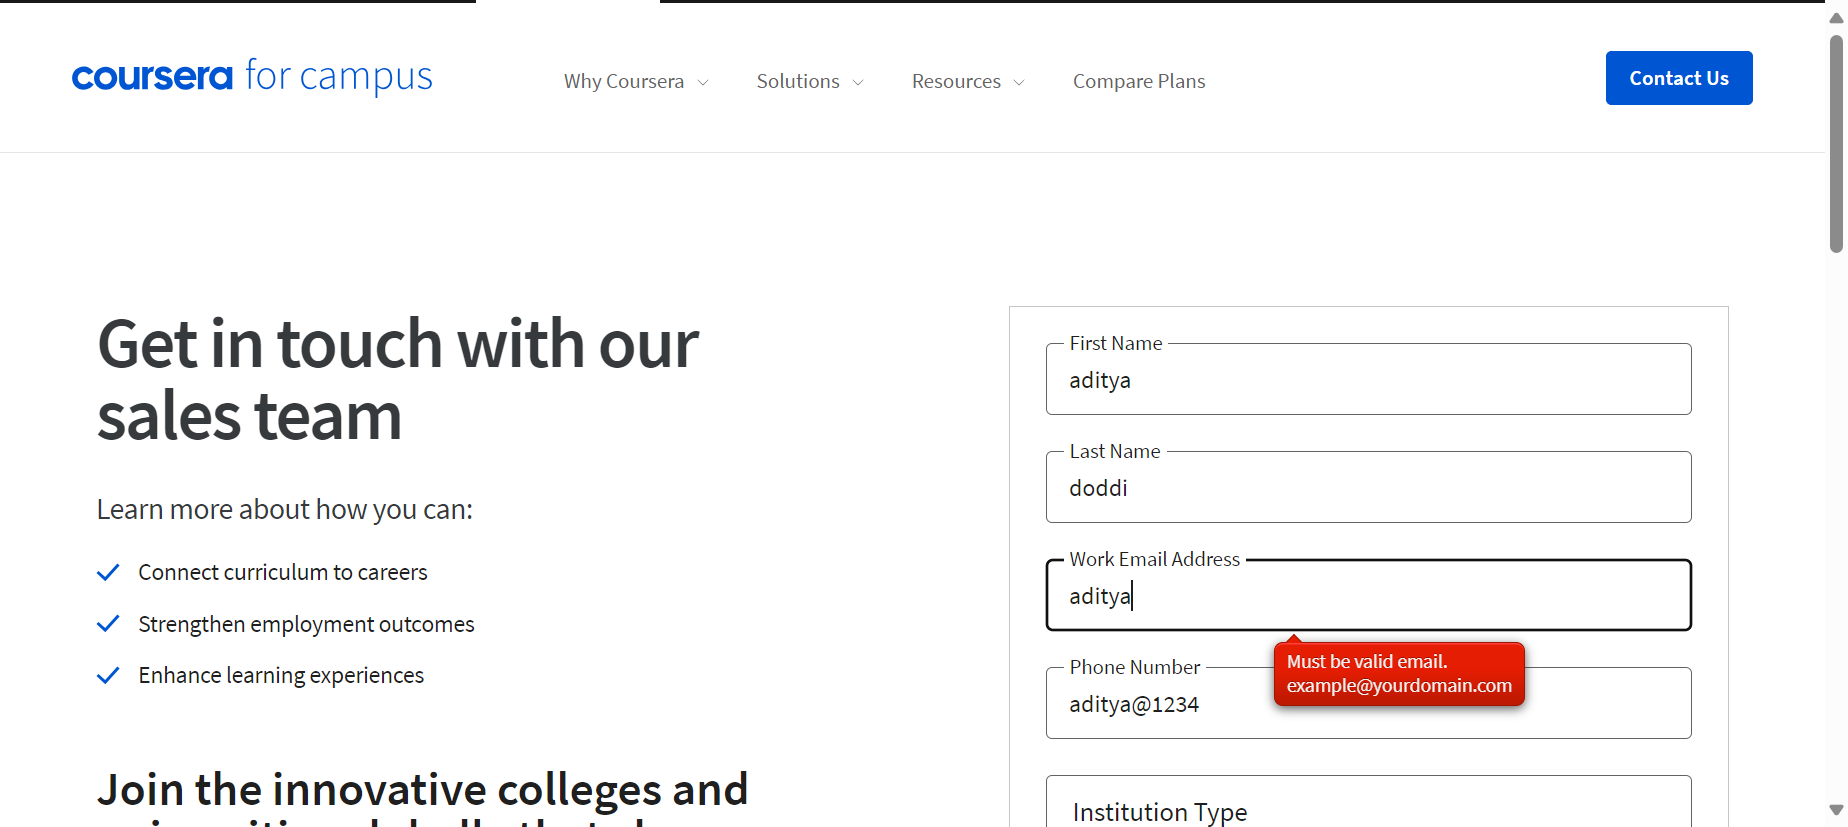 coursera for campus
Why Coursera
Solutions
Resources
Compare Plans
Contact Us
Get in touch with our
sales team
Learn more about how you can:
Connect curriculum to careers
Strengthen employment outcomes
Enhance learning experiences
Join the innovative colleges and
First Name
aditya
Last Name
doddi
Work Email Address
aditya
Must be valid email.
example@yourdomain.com
Phone Number
aditya@1234
Institution Type